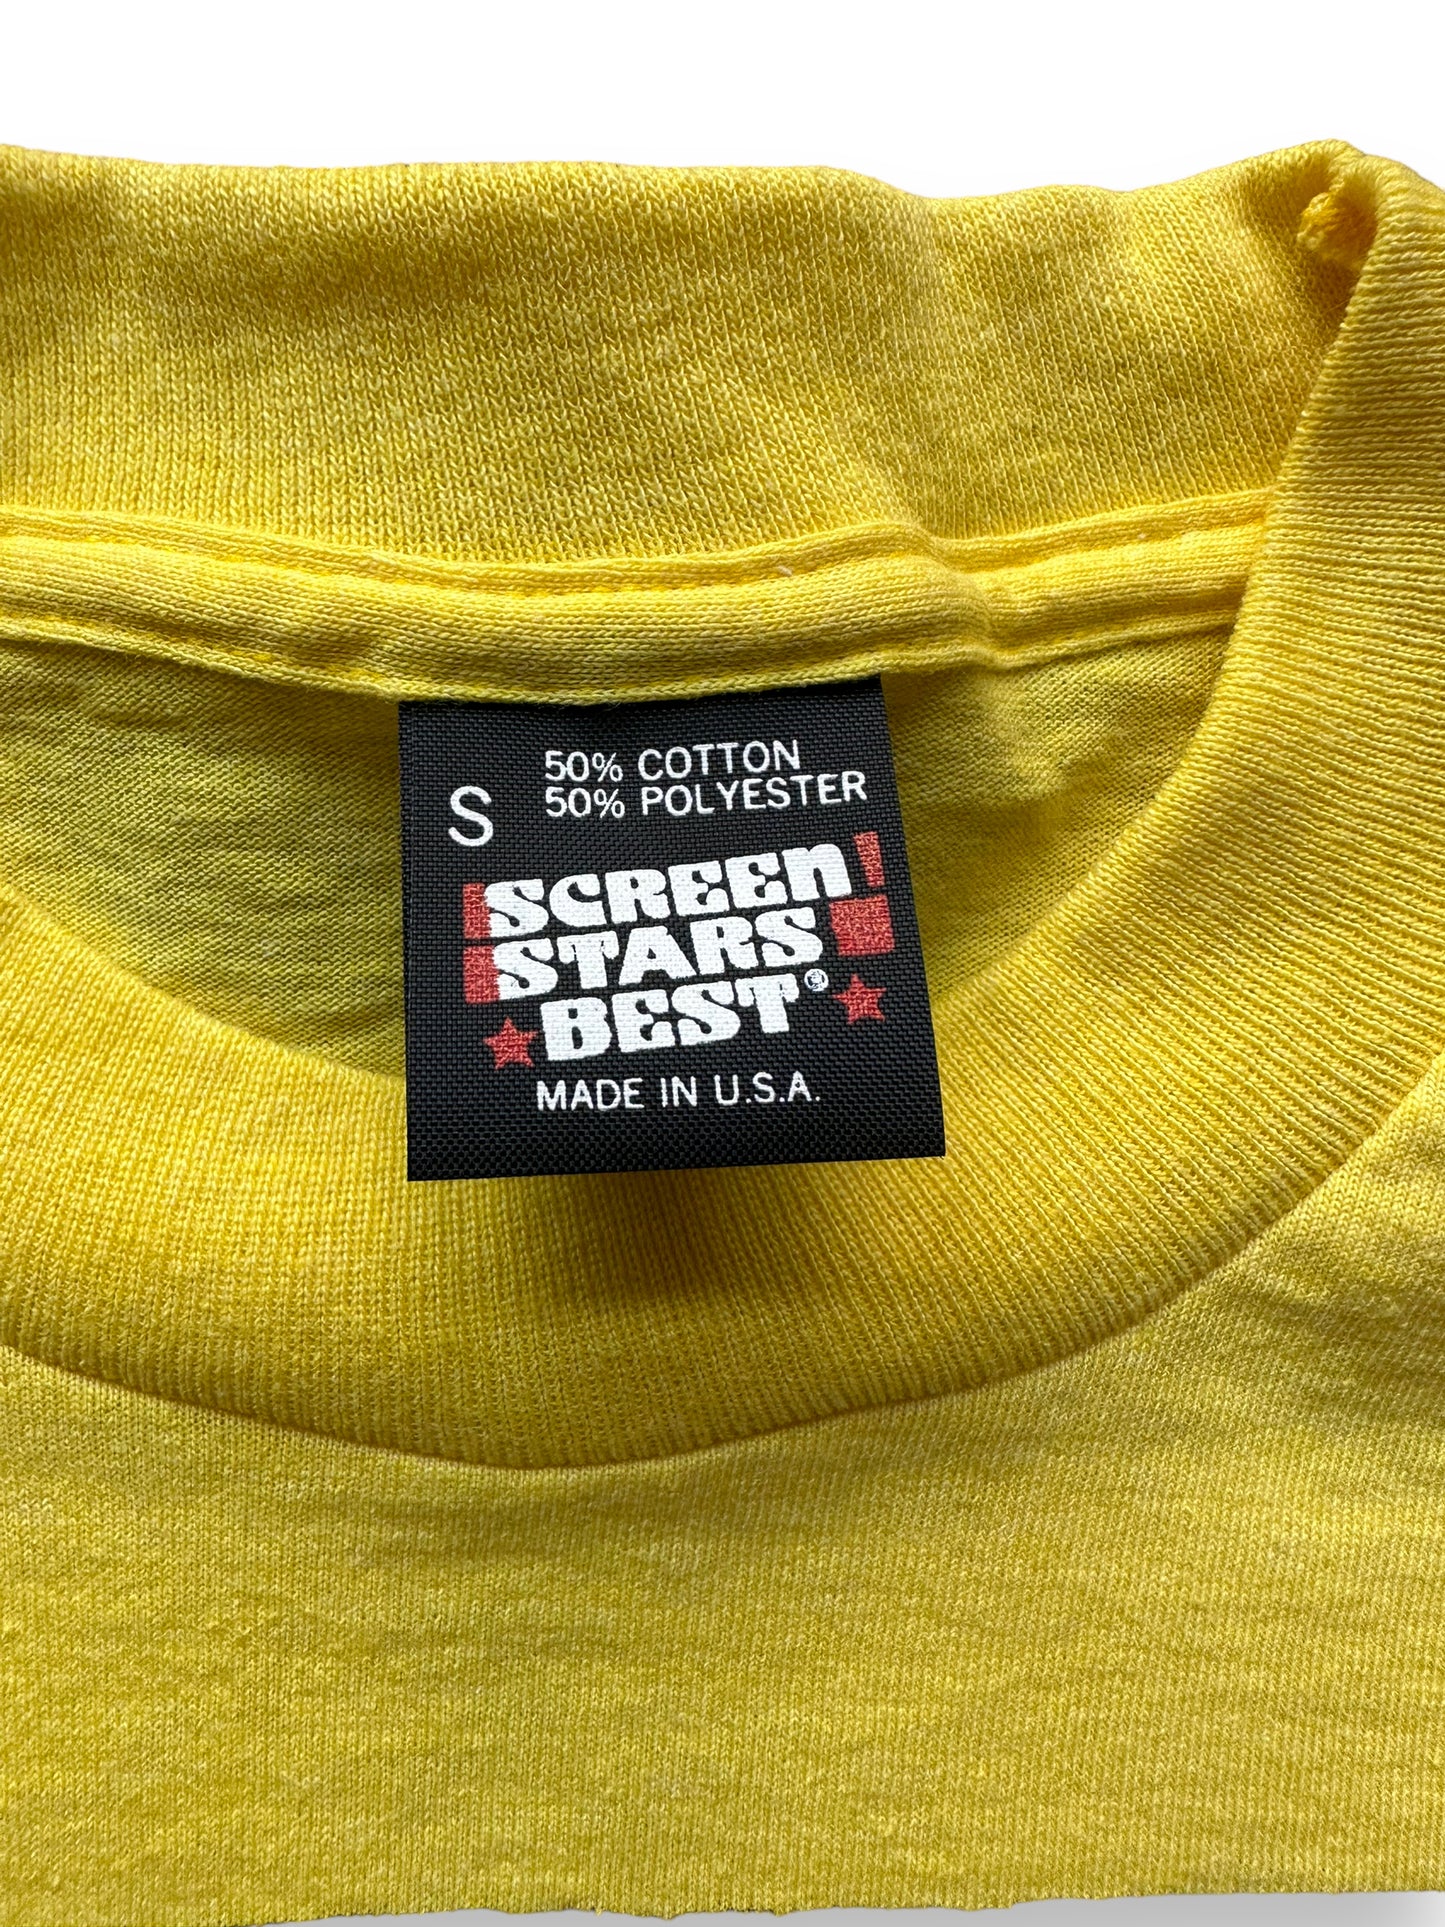 S
50% COTTON
50% POLYESTER
SCREEN
STARS
BEST®
MADE IN U.S.A.